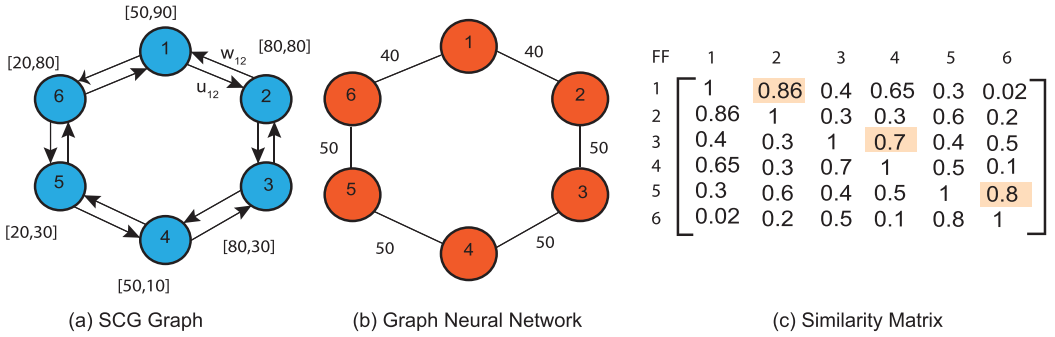 [50,90]
1
w12
[80,80]
[20,80]
6
u12
2
5
3
[20,30]
4
[80,30]
[50,10]
(a) SCG Graph
1
40
40
6
2
50
50
5
3
50
4
50
(b) Graph Neural Network
FF 1 2 3 4 5 6
1 1 0.86 0.4 0.65 0.3 0.02
2 0.86 1 0.3 0.3 0.6 0.2
3 0.4 0.3 1 0.7 0.4 0.5
4 0.65 0.3 0.7 1 0.5 0.1
5 0.3 0.6 0.4 0.5 1 0.8
6 0.02 0.2 0.5 0.1 0.8 1
(c) Similarity Matrix